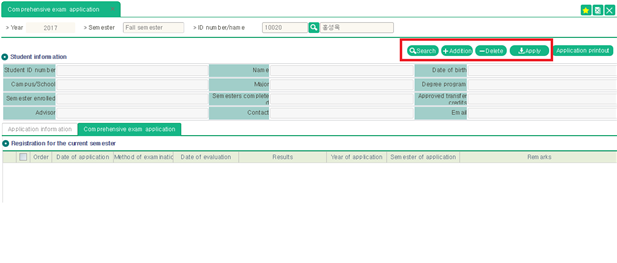 Comprehensive exam application
> Year 2017 > Semester Fall semester > ID number/name 10020 홍성목
Search Addition Delete Apply Application printout
Student information
Student ID number Name Date of birth
Campus/School Major Degree program
Semester enrolled Semesters complete Approved transfer credits
Advisor Contact Email
Application information Comprehensive exam application
Registration for the current semester
Order Date of application Method of examinatic Date of evaluation Results Year of application Semester of application Remarks